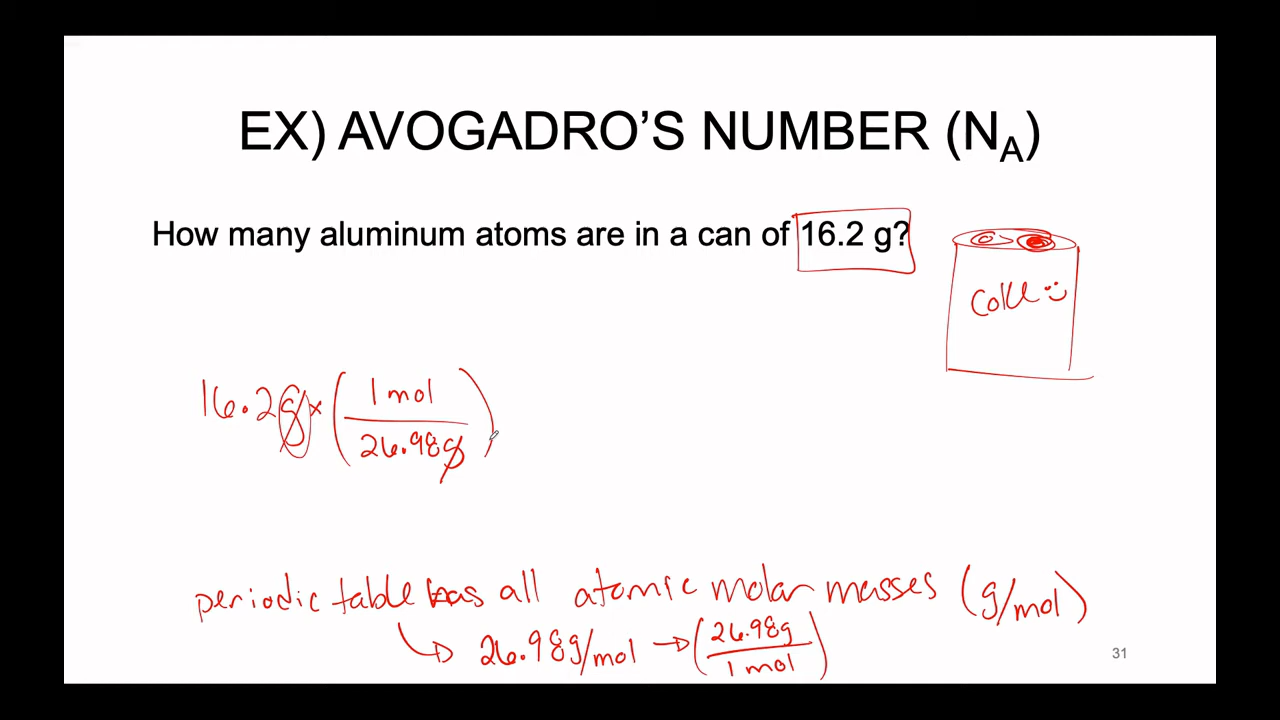 EX) AVOGADRO'S NUMBER (N_A)
How many aluminum atoms are in a can of 16.2 g?
Coke
16.2g × (1 mol / 26.98g)
periodic table has all atomic molar masses (g/mol)
26.98g/mol → (26.98g / 1 mol)
31